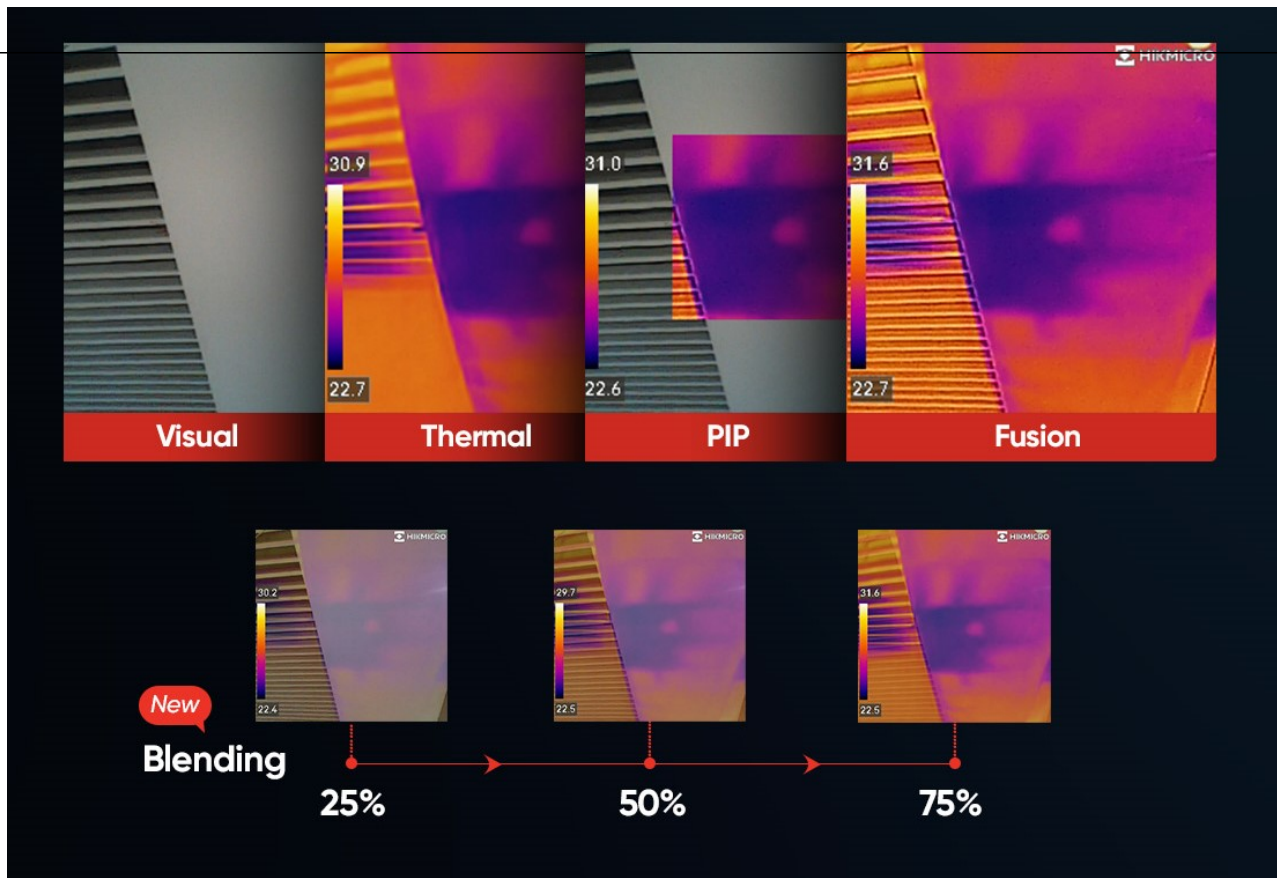 HIKMICRO
30.9
31.0
31.6
22.7
22.6
22.7
Visual
Thermal
PIP
Fusion
HIKMICRO
HIKMICRO
HIKMICRO
30.2
29.7
31.6
22.4
22.5
22.5
New
Blending
25%
50%
75%